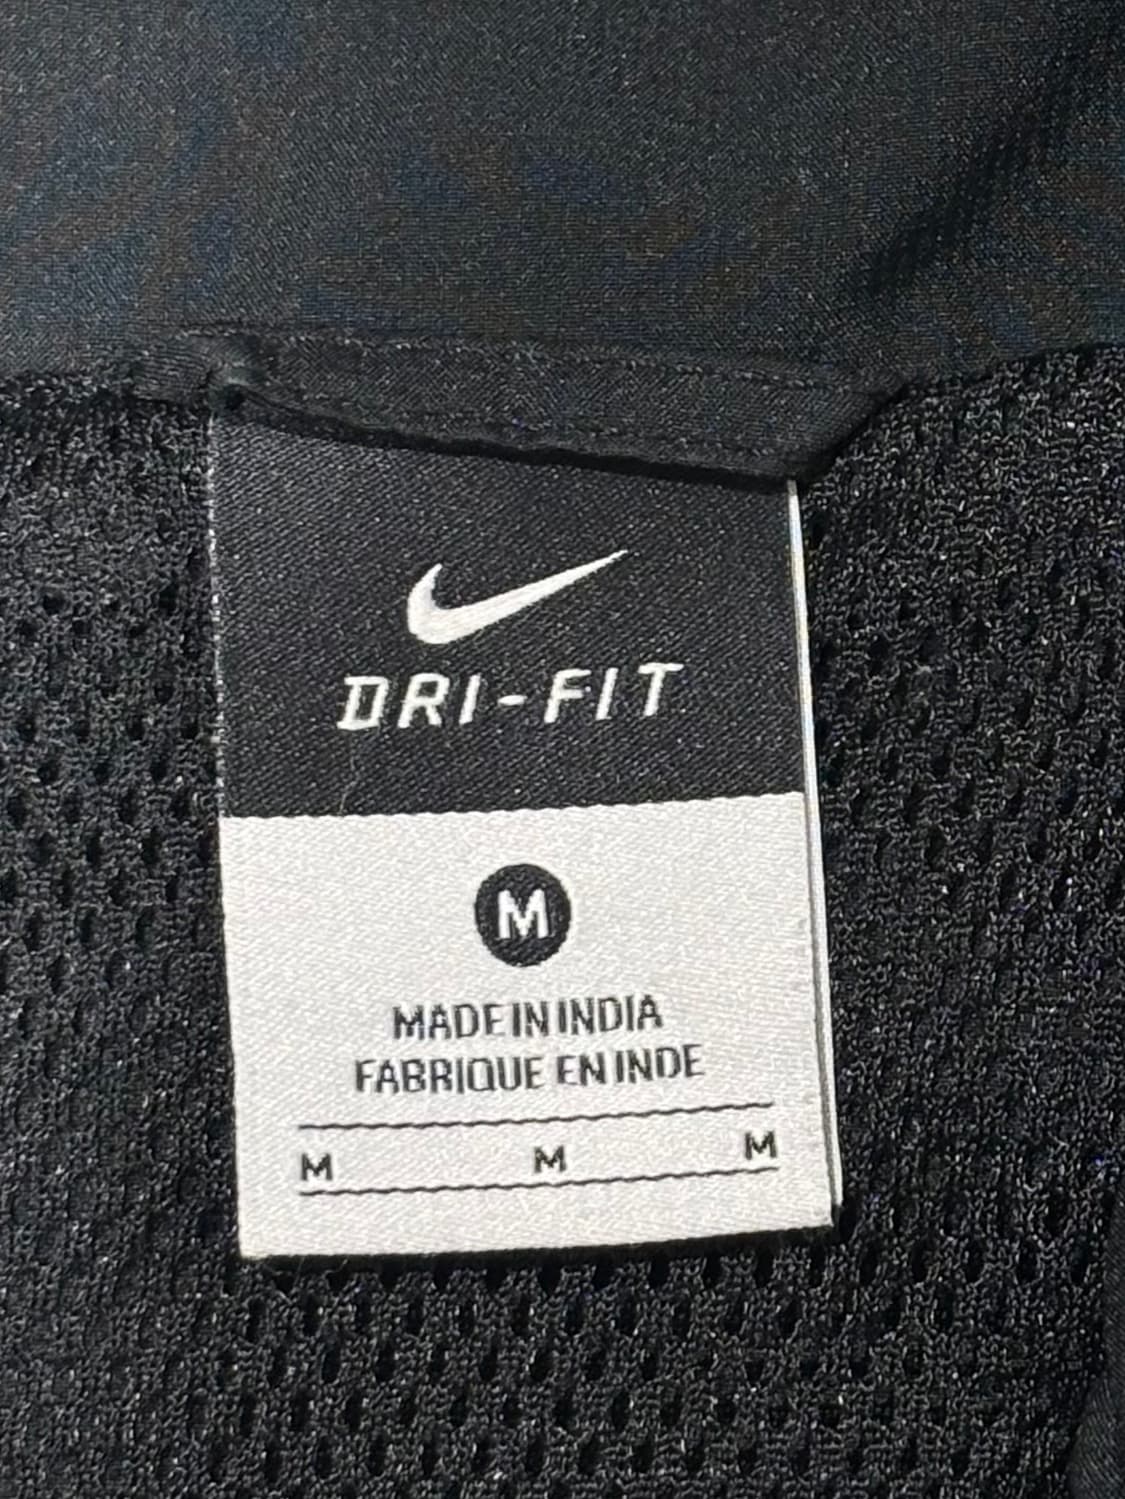 DRI-FIT
M
MADE IN INDIA
FABRIQUE EN INDE
M M M